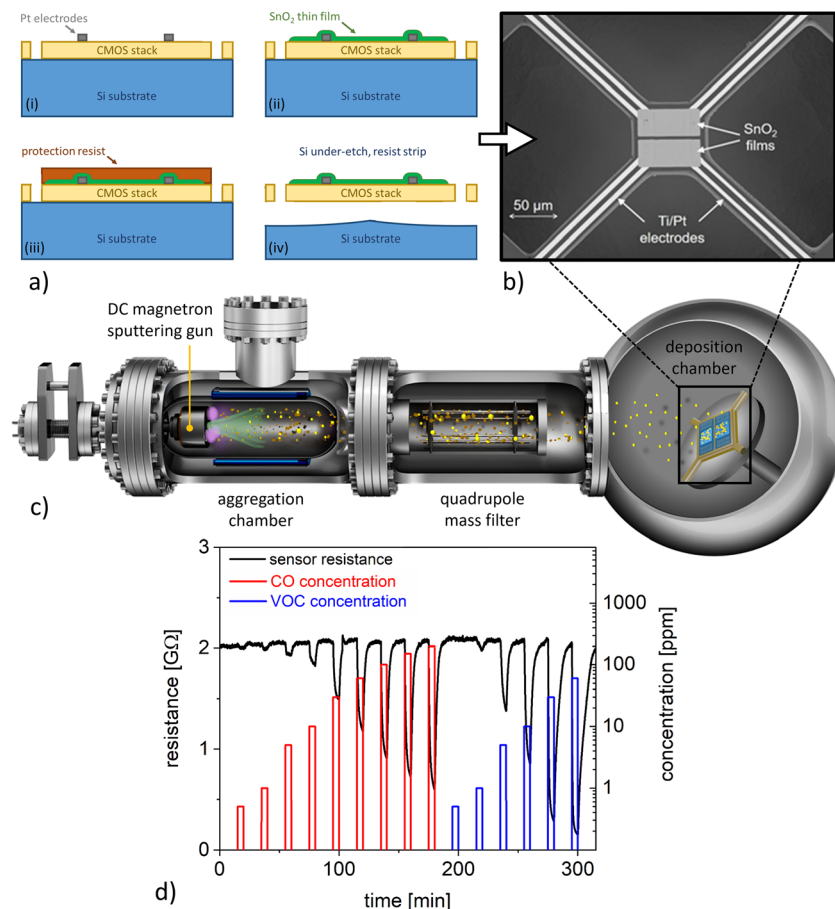 Pt electrodes
CMOS stack
Si substrate
(i)
SnO₂ thin film
CMOS stack
Si substrate
(ii)
protection resist
CMOS stack
Si substrate
(iii)
Si under-etch, resist strip
CMOS stack
Si substrate
(iv)
a)
SnO₂
films
50 µm
Ti/Pt
electrodes
b)
DC magnetron
sputtering gun
deposition
chamber
aggregation
chamber
quadrupole
mass filter
c)
sensor resistance
CO concentration
VOC concentration
resistance [GΩ]
3
2
1
0
concentration [ppm]
1000
100
10
1
0
100
200
300
time [min]
d)